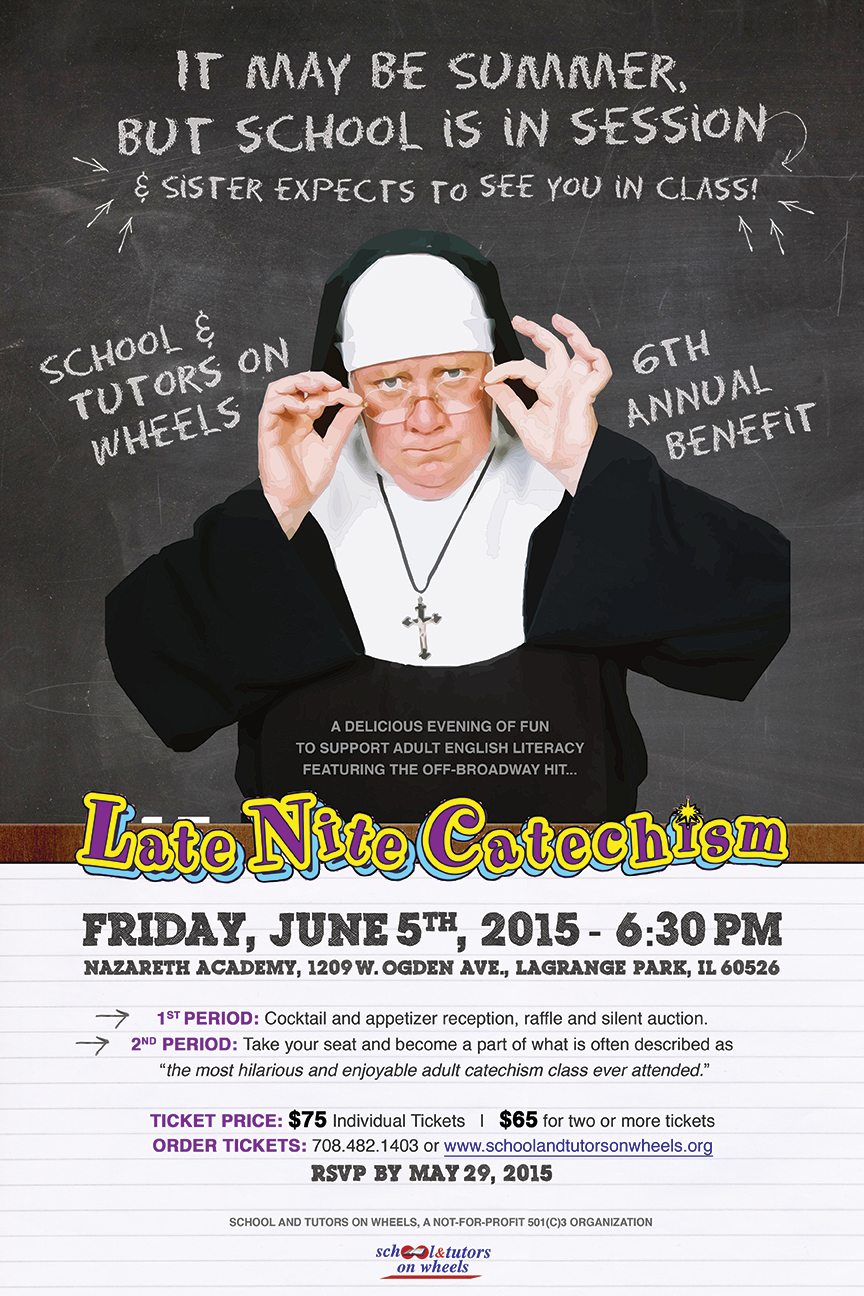 IT MAY BE SUMMER,
BUT SCHOOL IS IN SESSION
& SISTER EXPECTS TO SEE YOU IN CLASS!
SCHOOL &
TUTORS ON
WHEELS
6TH
ANNUAL
BENEFIT
A DELICIOUS EVENING OF FUN
TO SUPPORT ADULT ENGLISH LITERACY
FEATURING THE OFF-BROADWAY HIT...
Late Nite Catechism
FRIDAY, JUNE 5TH, 2015 - 6:30 PM
NAZARETH ACADEMY, 1209 W. OGDEN AVE., LAGRANGE PARK, IL 60526
1ST PERIOD: Cocktail and appetizer reception, raffle and silent auction.
2ND PERIOD: Take your seat and become a part of what is often described as
“the most hilarious and enjoyable adult catechism class ever attended.”
TICKET PRICE: $75 Individual Tickets | $65 for two or more tickets
ORDER TICKETS: 708.482.1403 or www.schoolandtutorsonwheels.org
RSVP BY MAY 29, 2015
SCHOOL AND TUTORS ON WHEELS, A NOT-FOR-PROFIT 501(C)3 ORGANIZATION
school&tutors
on wheels